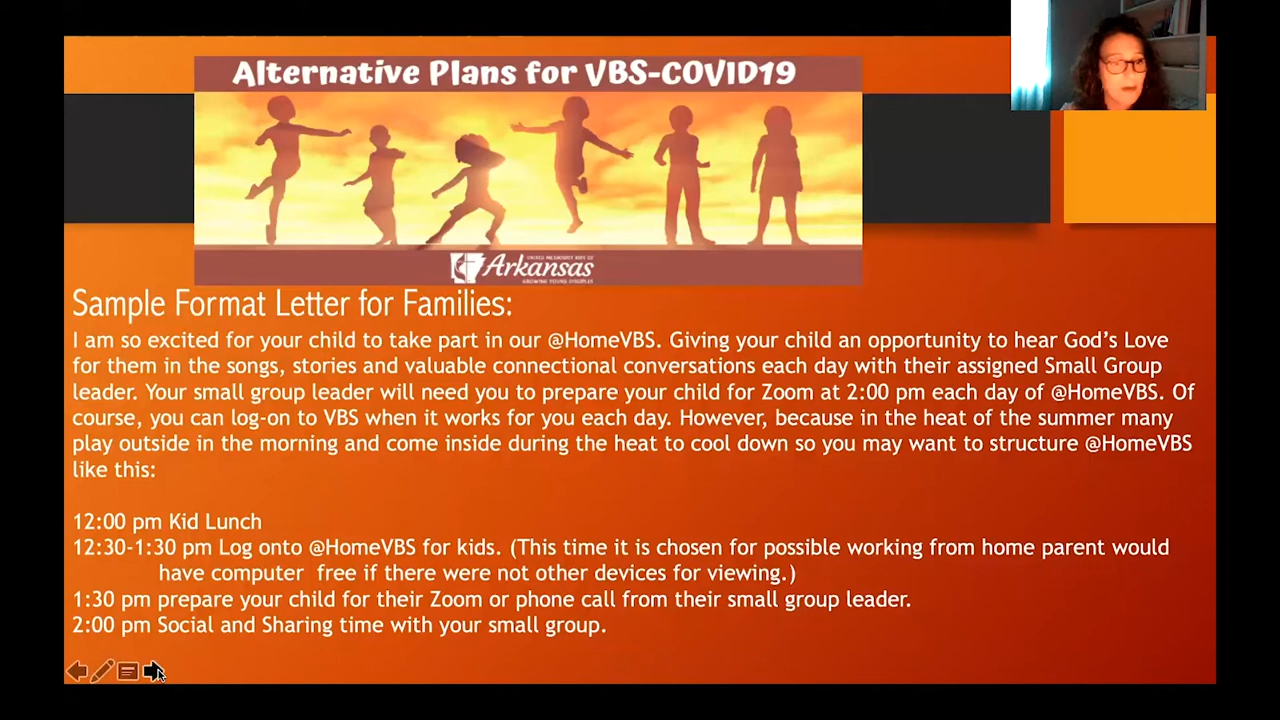 Alternative Plans for VBS-COVID19
UNITED METHODIST KIDS OF
Arkansas
GROWING YOUNG DISCIPLES
Sample Format Letter for Families:
I am so excited for your child to take part in our @HomeVBS. Giving your child an opportunity to hear God’s Love
for them in the songs, stories and valuable connectional conversations each day with their assigned Small Group
leader. Your small group leader will need you to prepare your child for Zoom at 2:00 pm each day of @HomeVBS. Of
course, you can log-on to VBS when it works for you each day. However, because in the heat of the summer many
play outside in the morning and come inside during the heat to cool down so you may want to structure @HomeVBS
like this:
12:00 pm Kid Lunch
12:30-1:30 pm Log onto @HomeVBS for kids. (This time it is chosen for possible working from home parent would
have computer free if there were not other devices for viewing.)
1:30 pm prepare your child for their Zoom or phone call from their small group leader.
2:00 pm Social and Sharing time with your small group.